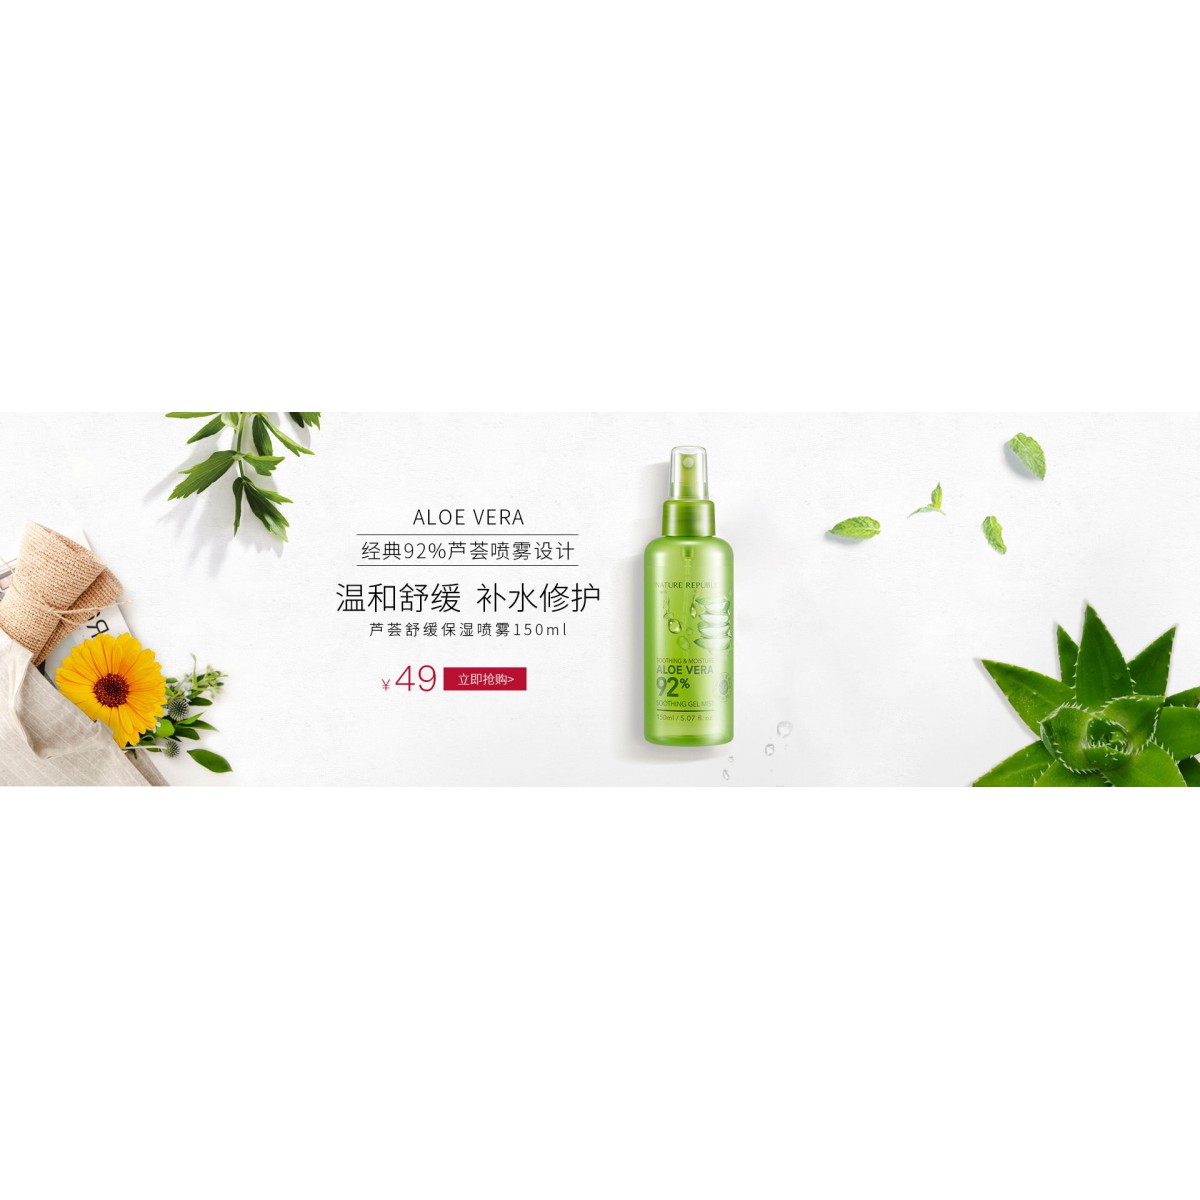 ALOE VERA
经典92%芦荟喷雾设计
温和舒缓 补水修护
芦荟舒缓保湿喷雾150ml
¥49 立即抢购>
NATURE REPUBLIC
SOOTHING & MOISTURE
ALOE VERA
92%
SOOTHING GEL MIST
150ml / 5.07 fl. oz